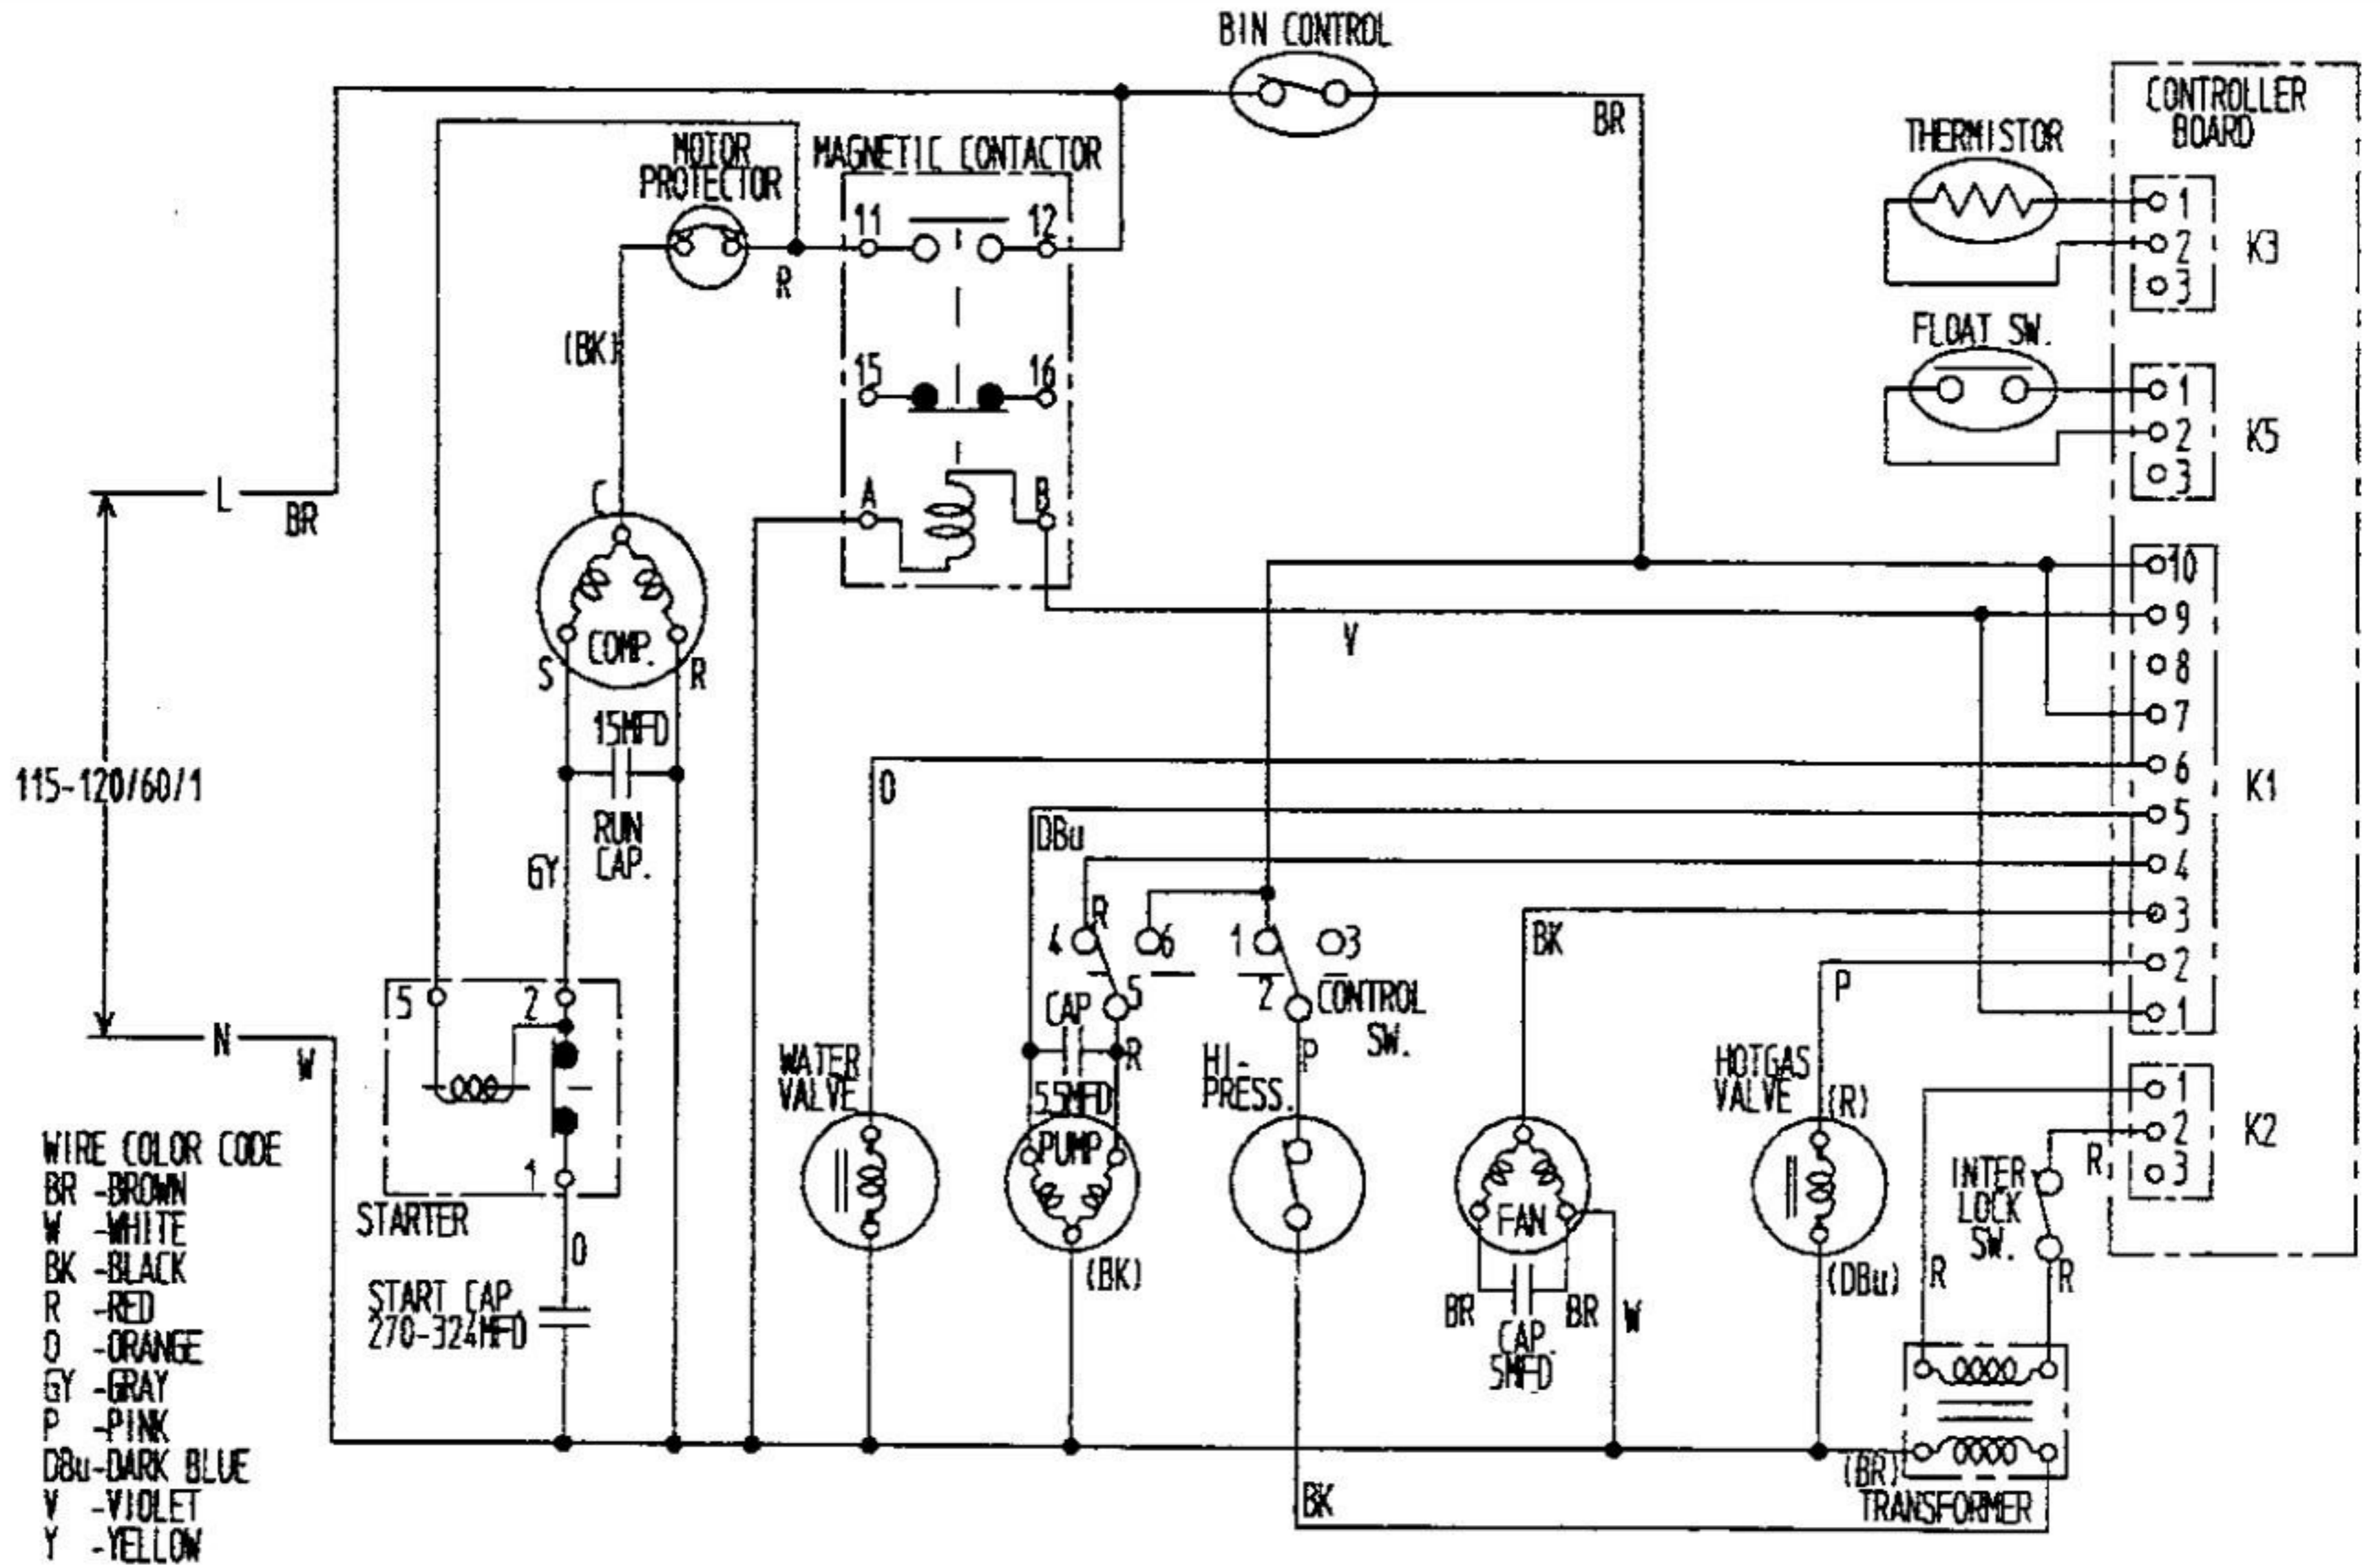 BIN CONTROL
BR
CONTROLLER
BOARD
THERMISTOR
1
2
3
K3
FLOAT SW.
1
2
3
K5
MOTOR
PROTECTOR
R
(BK)
MAGNETIC CONTACTOR
11
12
15
16
A
B
V
L
BR
115-120/60/1
N
W
C
COMP.
S
R
15MFD
RUN
CAP.
GY
5
2
1
STARTER
O
START CAP.
270-324MFD
10
9
8
7
6
5
4
3
2
1
K1
O
DBu
R
4
6
5
1
3
2
CONTROL
SW.
CAP
R
55MFD
PUMP
(BK)
WATER
VALVE
HI-
PRESS.
P
BK
BK
FAN
BR
BR
W
CAP.
5MFD
P
HOTGAS
VALVE
(R)
(DBu)
1
2
3
K2
R
INTER
LOCK
SW.
R
R
(BR)
TRANSFORMER
WIRE COLOR CODE
BR -BROWN
W -WHITE
BK -BLACK
R -RED
O -ORANGE
GY -GRAY
P -PINK
DBu-DARK BLUE
V -VIOLET
Y -YELLOW